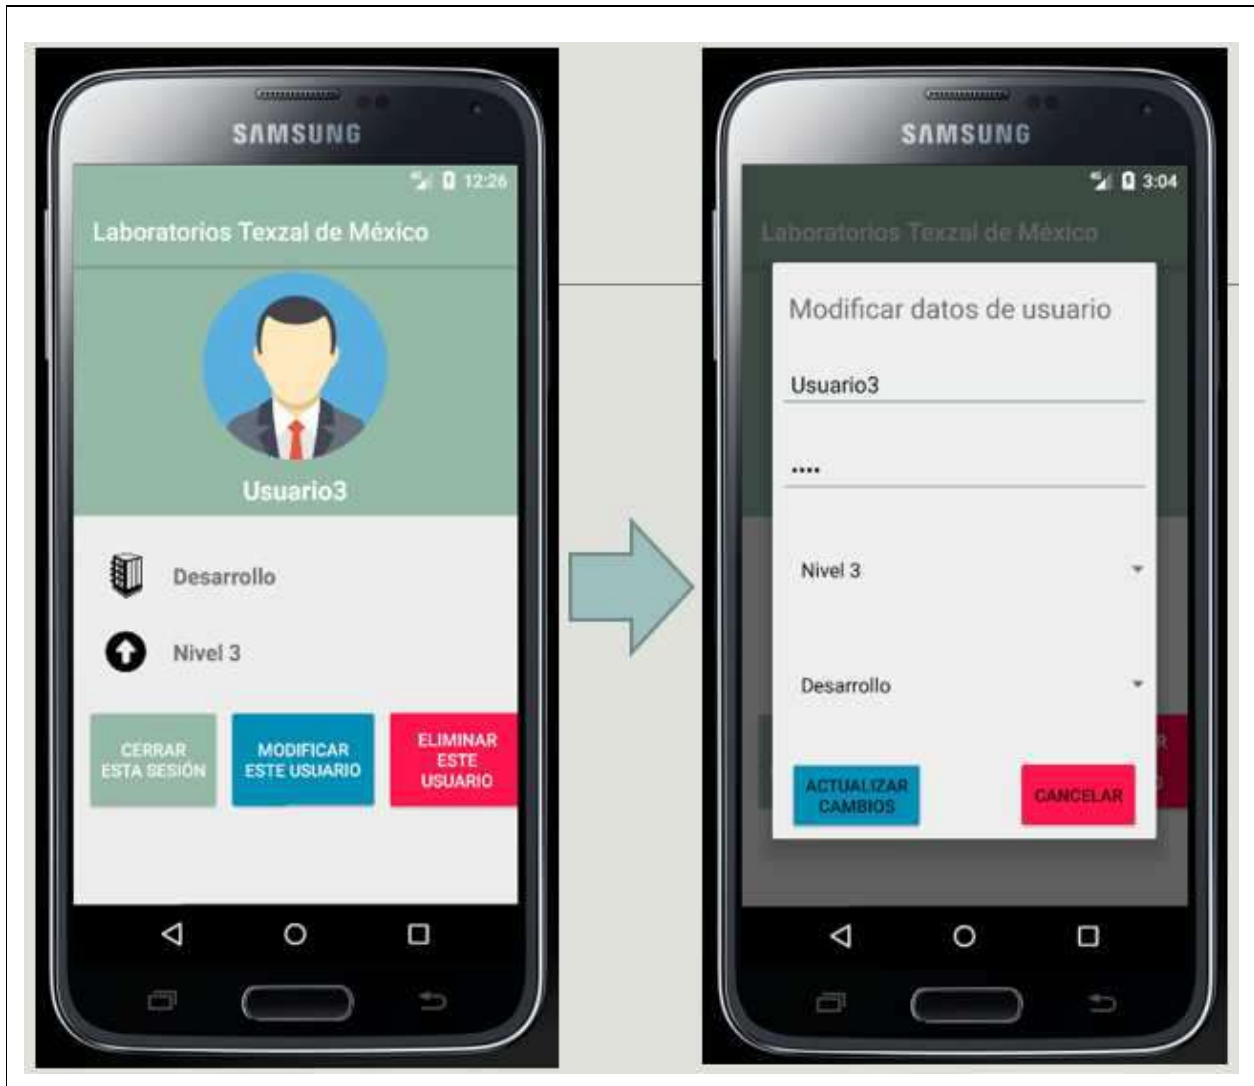 SAMSUNG
12:26
Laboratorios Texzal de México
Usuario3
Desarrollo
Nivel 3
CERRAR
ESTA SESIÓN
MODIFICAR
ESTE USUARIO
ELIMINAR
ESTE
USUARIO
SAMSUNG
3:04
Laboratorios Texzal de México
Modificar datos de usuario
Usuario3
••••
Nivel 3
Desarrollo
ACTUALIZAR
CAMBIOS
CANCELAR